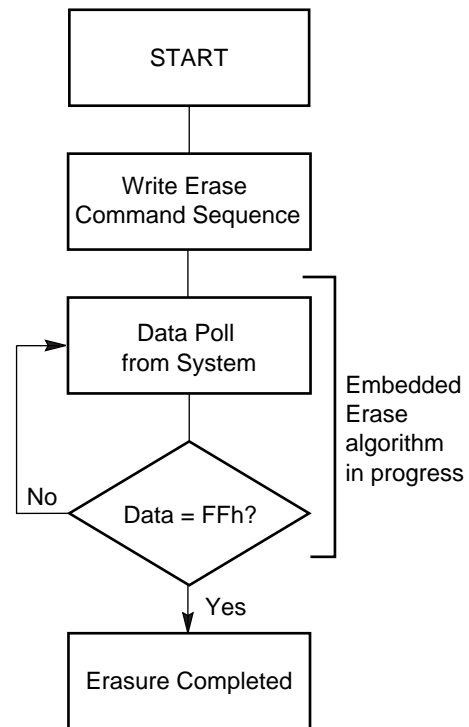 START
Write Erase
Command Sequence
Data Poll
from System
Embedded
Erase
algorithm
in progress
No
Data = FFh?
Yes
Erasure Completed